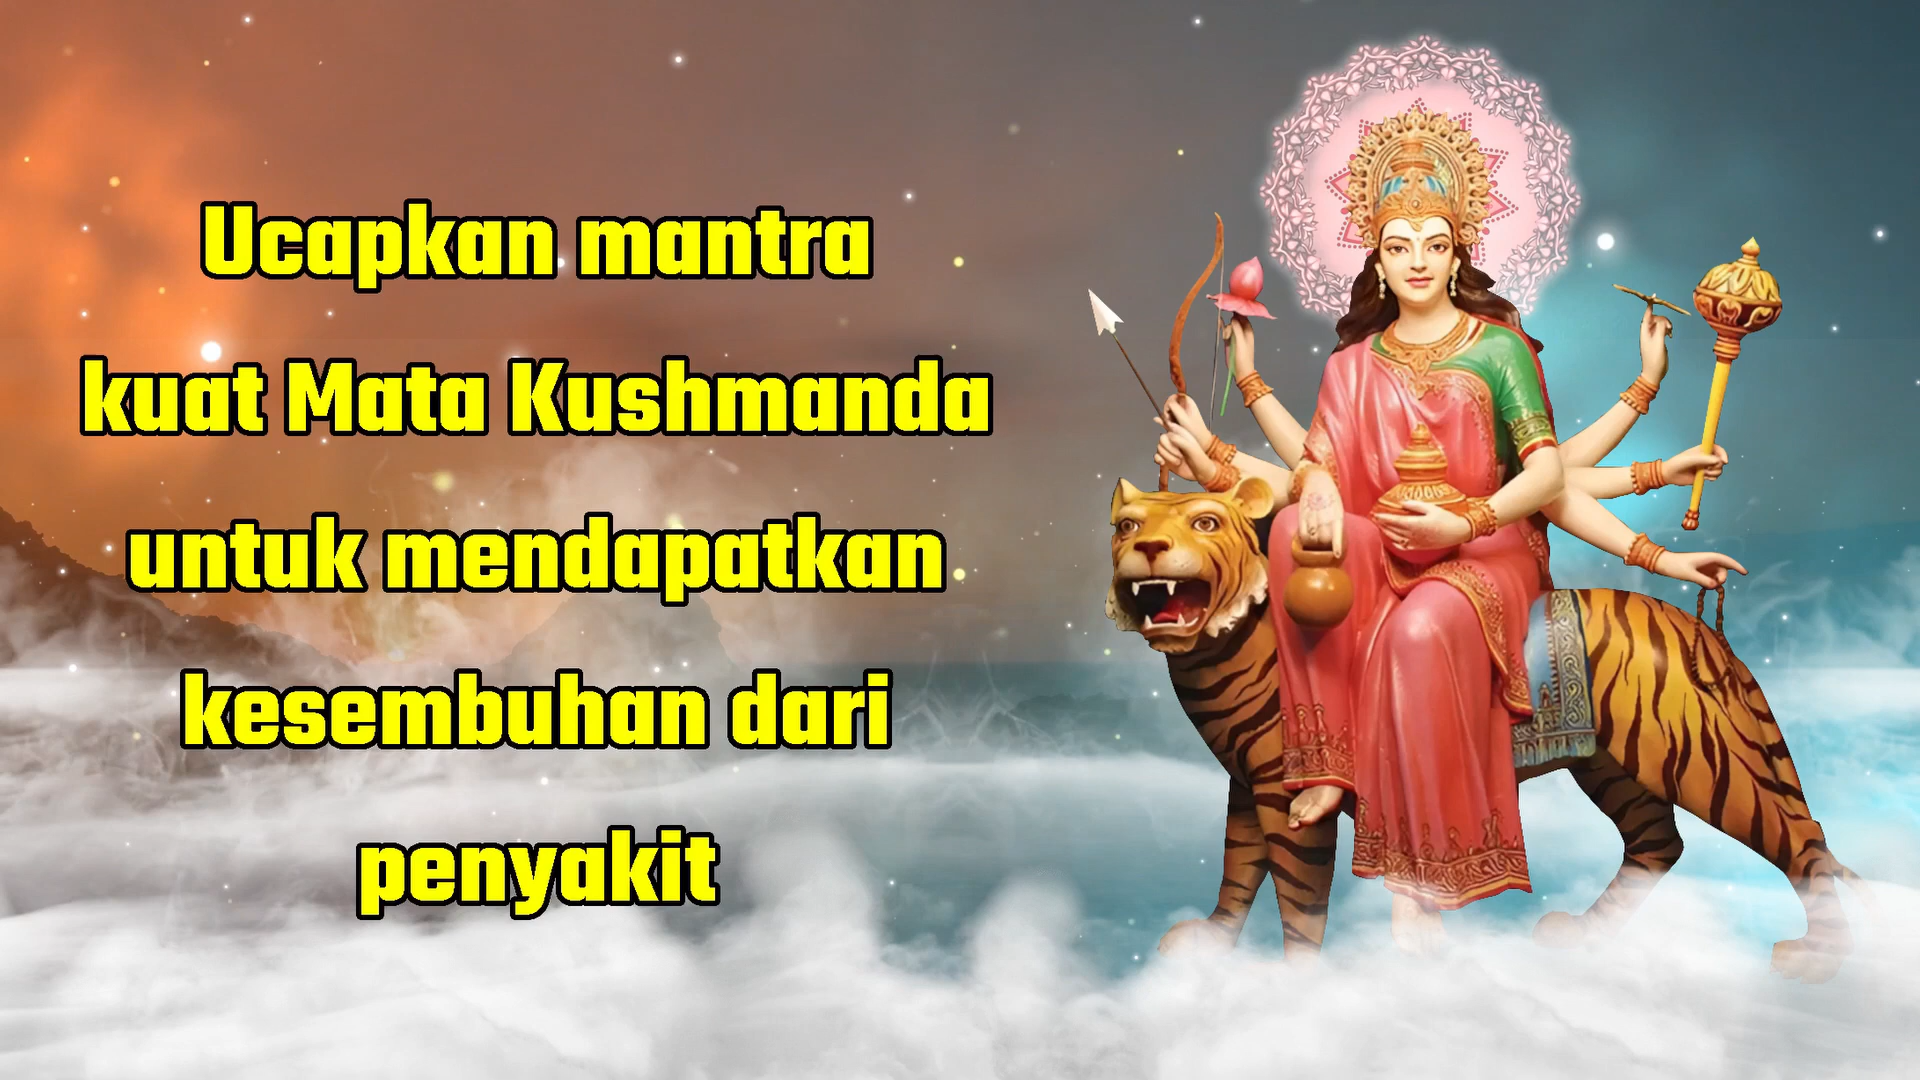 Ucapkan mantra
kuat Mata Kushmanda
untuk mendapatkan
kesembuhan dari
penyakit